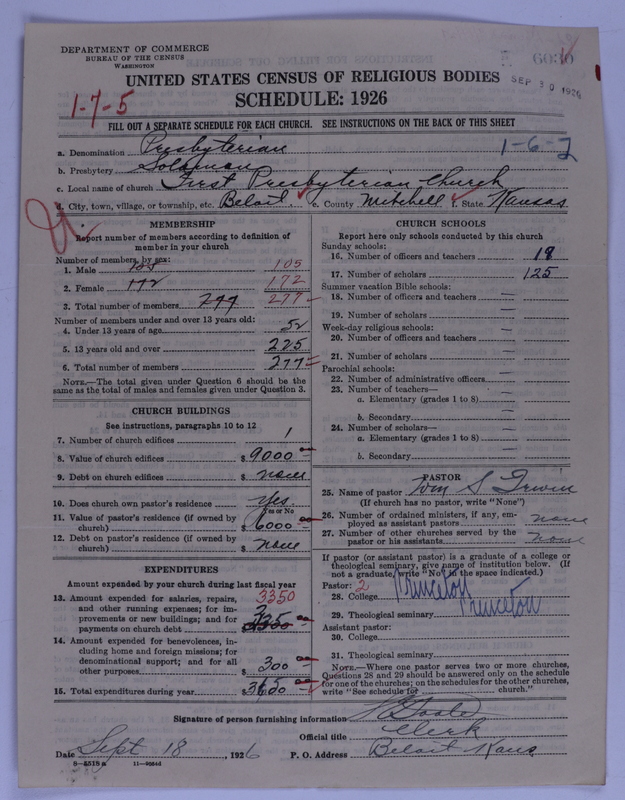 DEPARTMENT OF COMMERCE
BUREAU OF THE CENSUS
WASHINGTON
UNITED STATES CENSUS OF RELIGIOUS BODIES
SEP 30 1926
SCHEDULE: 1926
1-7-5
FILL OUT A SEPARATE SCHEDULE FOR EACH CHURCH. SEE INSTRUCTIONS ON THE BACK OF THIS SHEET
a. Denomination Presbyterian
1-6-2
b. Presbytery Solomon
c. Local name of church First Presbyterian Church
d. City, town, village, or township, etc. Beloit e. County Mitchell f. State Kansas
MEMBERSHIP
Report number of members according to definition of
member in your church
Number of members, by sex:
1. Male 105
2. Female 172 172
3. Total number of members 277 277
Number of members under and over 13 years old:
4. Under 13 years of age 52
5. 13 years old and over 225
6. Total number of members 277
NOTE.—The total given under Question 6 should be the
same as the total of males and females given under Question 3.
CHURCH BUILDINGS
See instructions, paragraphs 10 to 12
7. Number of church edifices 1
8. Value of church edifices $ 9000 00
9. Debt on church edifices $ none
10. Does church own pastor's residence yes
Yes or No
11. Value of pastor's residence (if owned by
church) $ 6000 00
12. Debt on pastor's residence (if owned by
church) $ none
EXPENDITURES
Amount expended by your church during last fiscal year
13. Amount expended for salaries, repairs, 3350
and other running expenses; for im-
provements or new buildings; and for
payments on church debt $ 3350 00
14. Amount expended for benevolences, in-
cluding home and foreign missions; for
denominational support; and for all
other purposes $ 300 00
15. Total expenditures during year $ 3650 00
CHURCH SCHOOLS
Report here only schools conducted by this church
Sunday schools:
16. Number of officers and teachers 18
17. Number of scholars 125
Summer vacation Bible schools:
18. Number of officers and teachers —
19. Number of scholars —
Week-day religious schools:
20. Number of officers and teachers —
21. Number of scholars —
Parochial schools:
22. Number of administrative officers —
23. Number of teachers—
a. Elementary (grades 1 to 8) —
b. Secondary —
24. Number of scholars—
a. Elementary (grades 1 to 8) —
b. Secondary —
PASTOR
25. Name of pastor Wm S Irwin
(If church has no pastor, write "None")
26. Number of ordained ministers, if any, em-
ployed as assistant pastors none
27. Number of other churches served by the
pastor or his assistants none
If pastor (or assistant pastor) is a graduate of a college or
theological seminary, give name of institution below. (If
not a graduate, write "No" in the space indicated.)
Pastor: 2
28. College Princeton
29. Theological seminary Princeton
Assistant pastor:
30. College
31. Theological seminary
NOTE.—Where one pastor serves two or more churches,
Questions 28 and 29 should be answered only on the schedule
for one of the churches; on the schedules for the other churches,
write "See schedule for church."
Signature of person furnishing information
Official title Clerk
Date Sept 18, 1926 P. O. Address Beloit Kans
8-5518 a